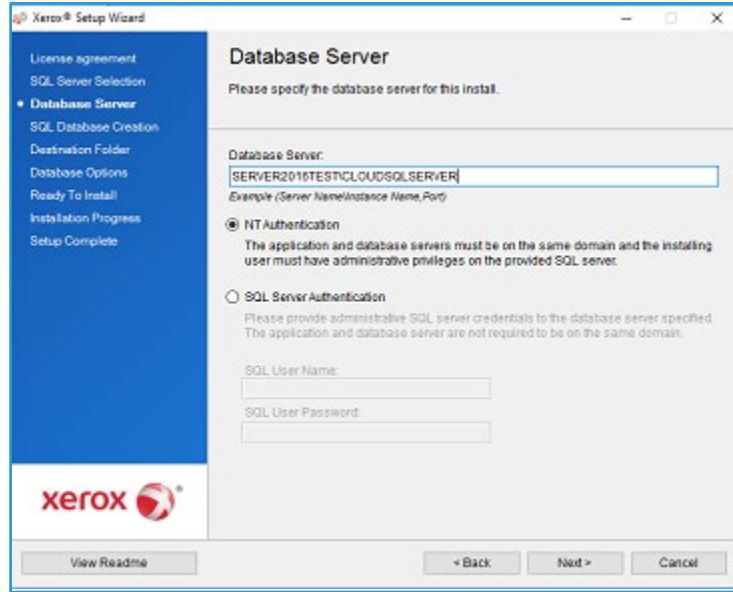 Xerox® Setup Wizard
License agreement
SQL Server Selection
Database Server
SQL Database Creation
Destination Folder
Database Options
Ready To Install
Installation Progress
Setup Complete
Database Server
Please specify the database server for this install.
Database Server:
SERVER2016TEST\CLOUDSQLSERVER
Example (Server Name\Instance Name,Port)
NT Authentication
The application and database servers must be on the same domain and the installing
user must have administrative privileges on the provided SQL server.
SQL Server Authentication
Please provide administrative SQL server credentials to the database server specified.
The application and database server are not required to be on the same domain.
SQL User Name:
SQL User Password:
xerox
View Readme
< Back
Next >
Cancel